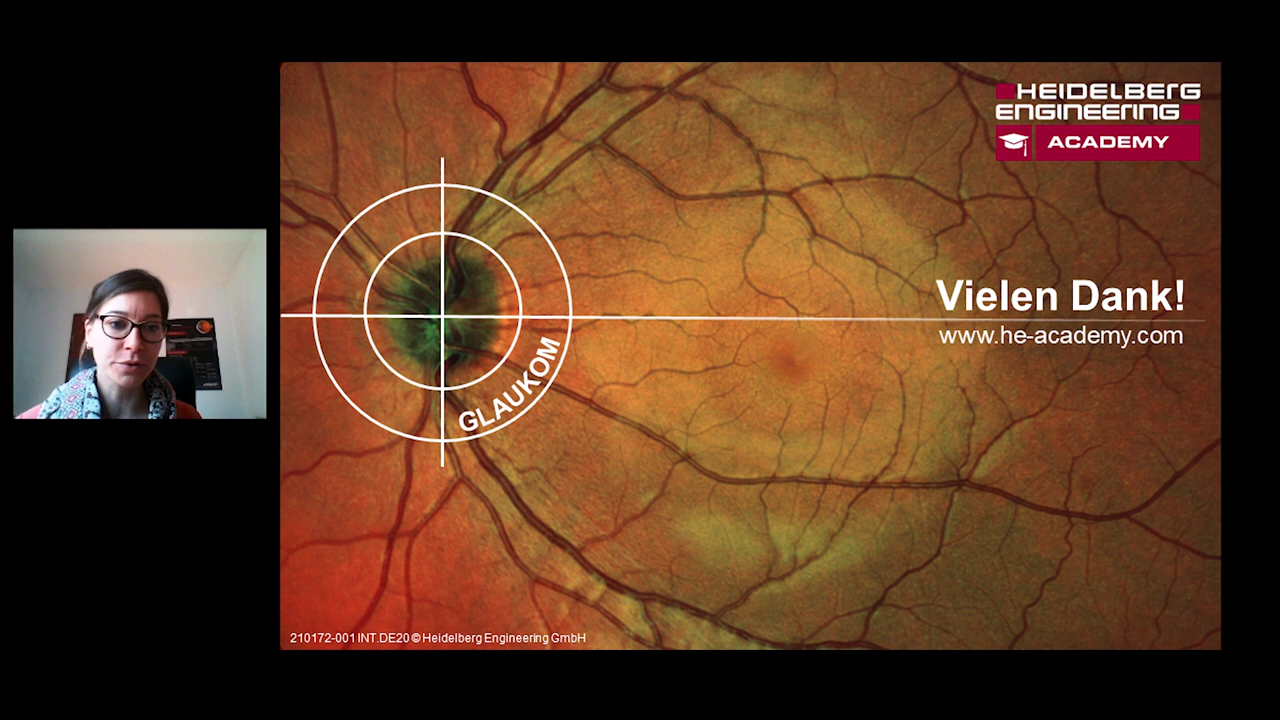 HEIDELBERG
ENGINEERING
ACADEMY
Vielen Dank!
www.he-academy.com
GLAUKOM
210172-001 INT.DE20 © Heidelberg Engineering GmbH